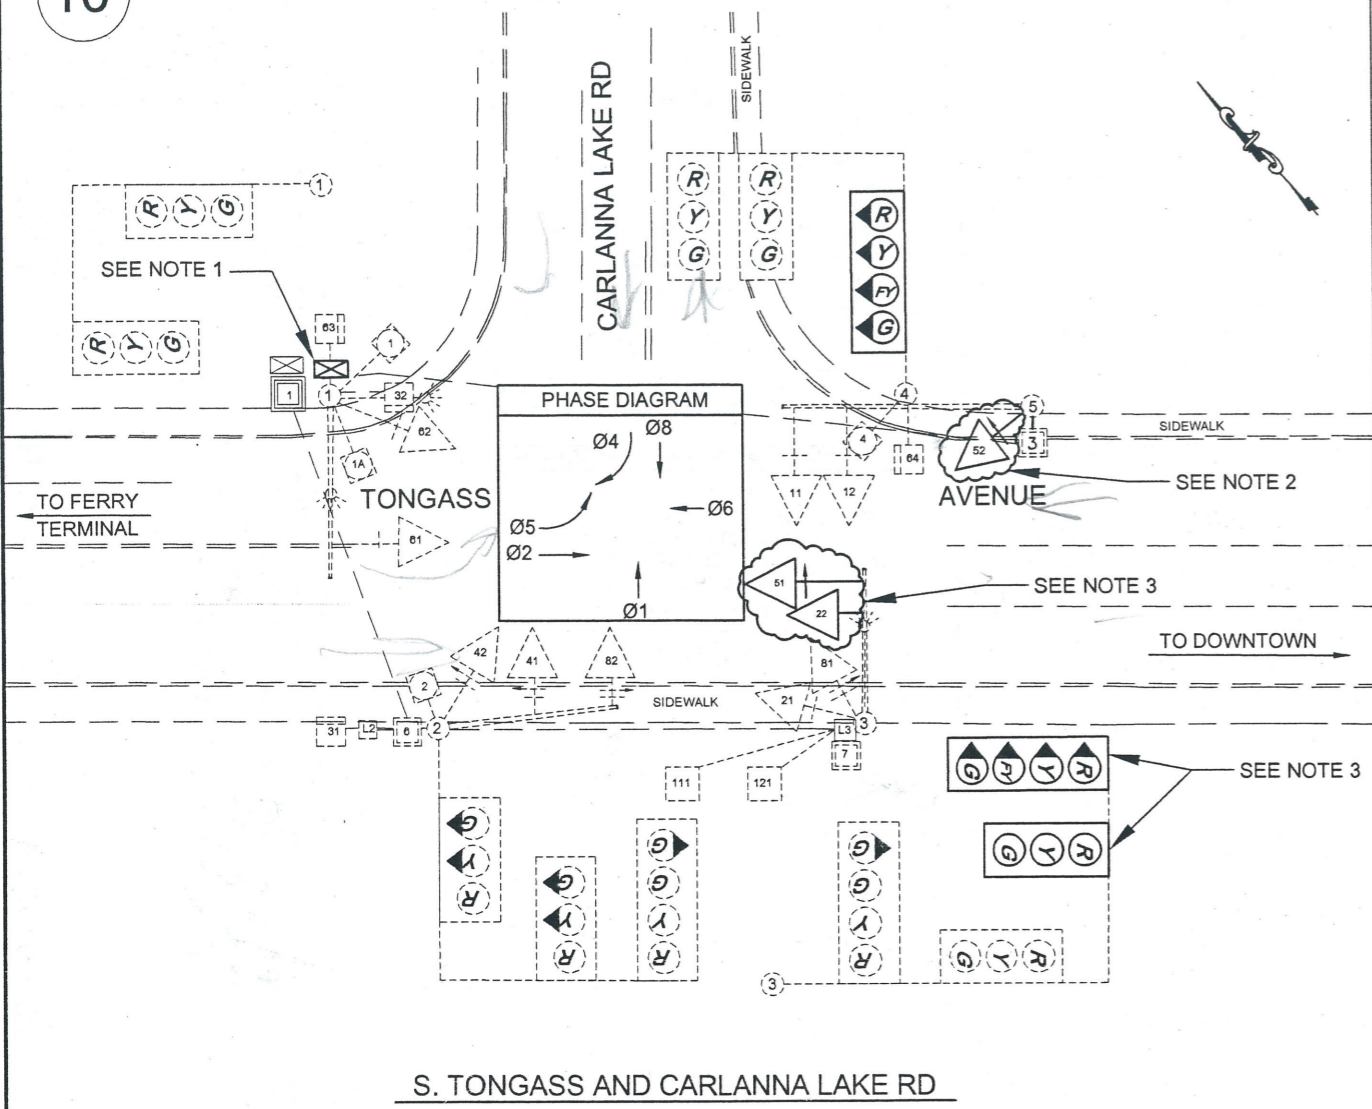 10
CARLANNA LAKE RD
SIDEWALK
R Y G
R Y G
R Y FY G
1
R Y G
SEE NOTE 1
63
1
R Y G
1
1
32
62
1A
4
5
4
64
52
3
SIDEWALK
SEE NOTE 2
PHASE DIAGRAM
Ø4 Ø8
Ø6
Ø5
Ø2
Ø1
TO FERRY
TERMINAL
TONGASS
11
12
AVENUE
61
51
22
SEE NOTE 3
TO DOWNTOWN
42
41
82
81
2
21
SIDEWALK
31
L2
6
2
3
L3
7
111
121
G FY Y R
SEE NOTE 3
G Y R
G Y R
G Y R
G G Y R
G G Y R
G Y R
3
S. TONGASS AND CARLANNA LAKE RD